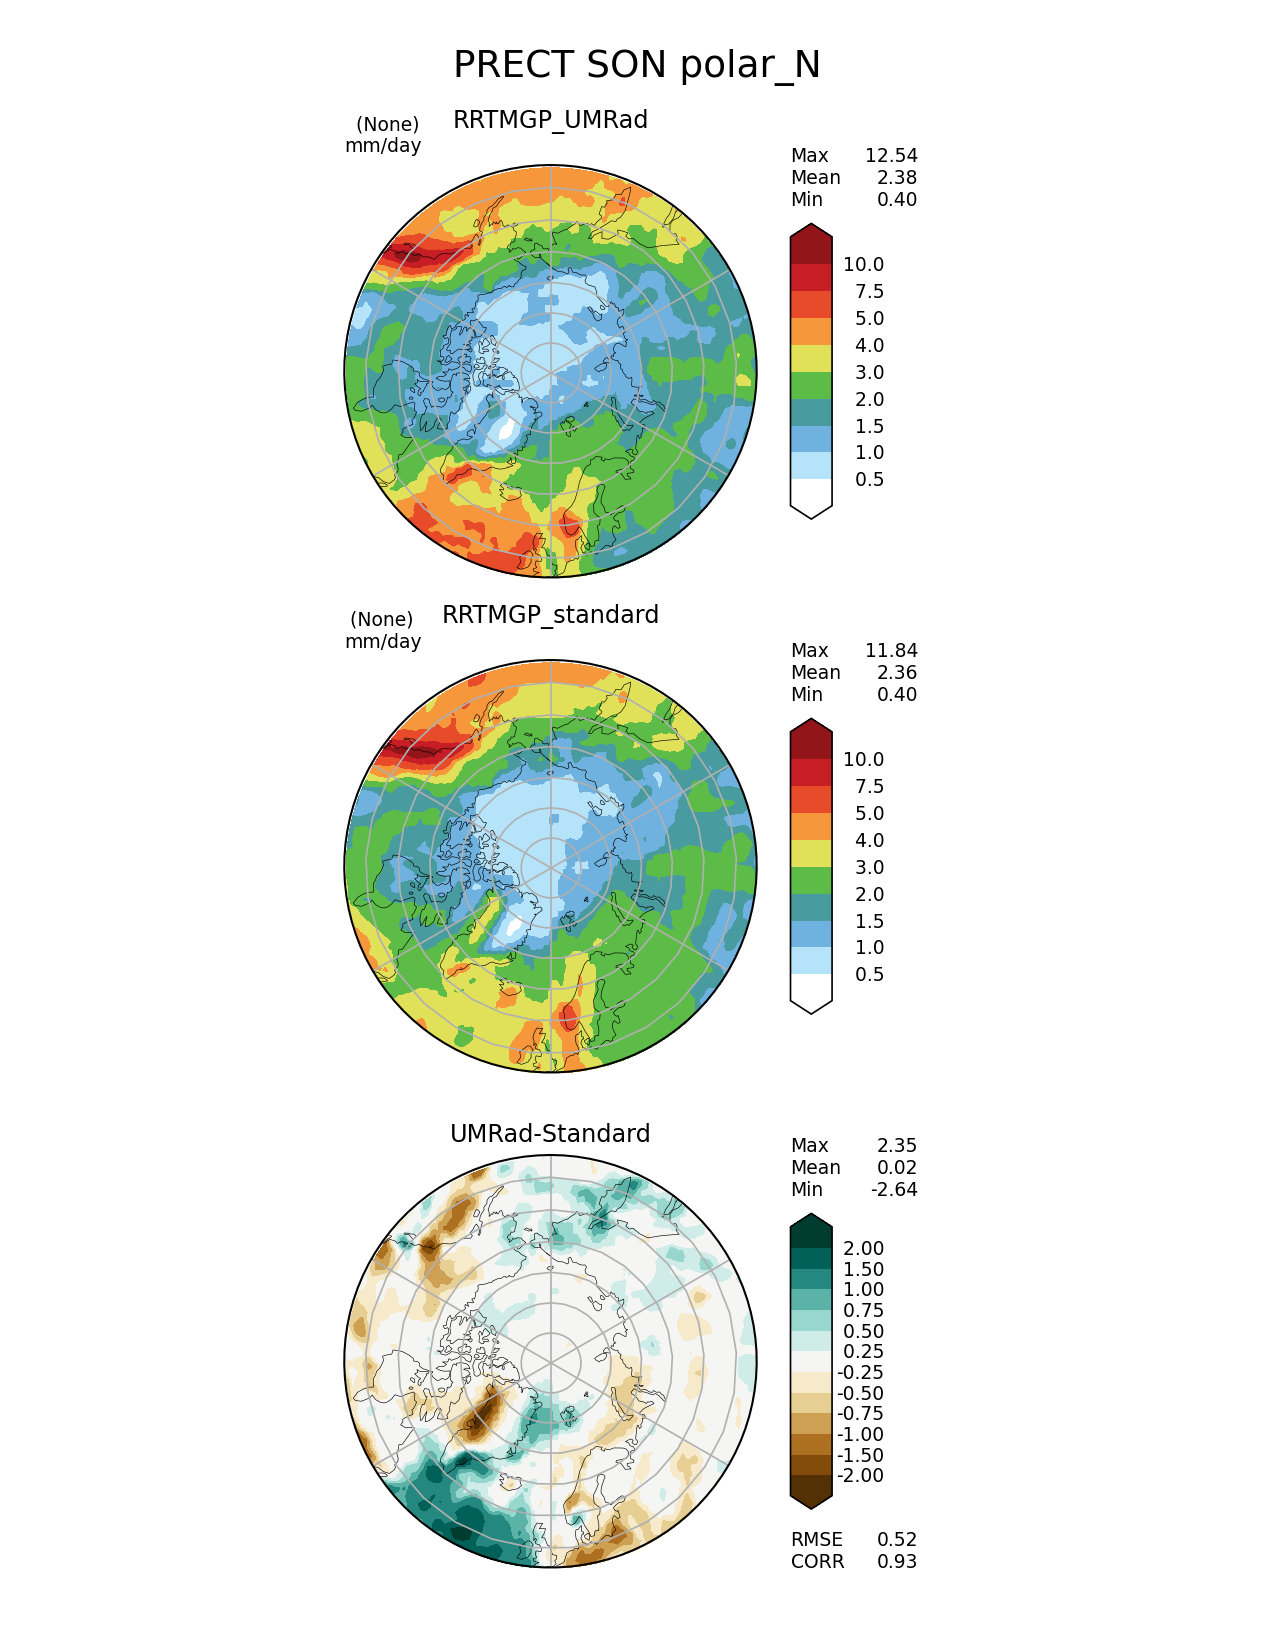 PRECT SON polar_N
RRTMGP_UMRad
(None)
mm/day
Max 12.54
Mean 2.38
Min 0.40
10.0
7.5
5.0
4.0
3.0
2.0
1.5
1.0
0.5
RRTMGP_standard
(None)
mm/day
Max 11.84
Mean 2.36
Min 0.40
10.0
7.5
5.0
4.0
3.0
2.0
1.5
1.0
0.5
UMRad-Standard
Max 2.35
Mean 0.02
Min -2.64
2.00
1.50
1.00
0.75
0.50
0.25
-0.25
-0.50
-0.75
-1.00
-1.50
-2.00
RMSE 0.52
CORR 0.93